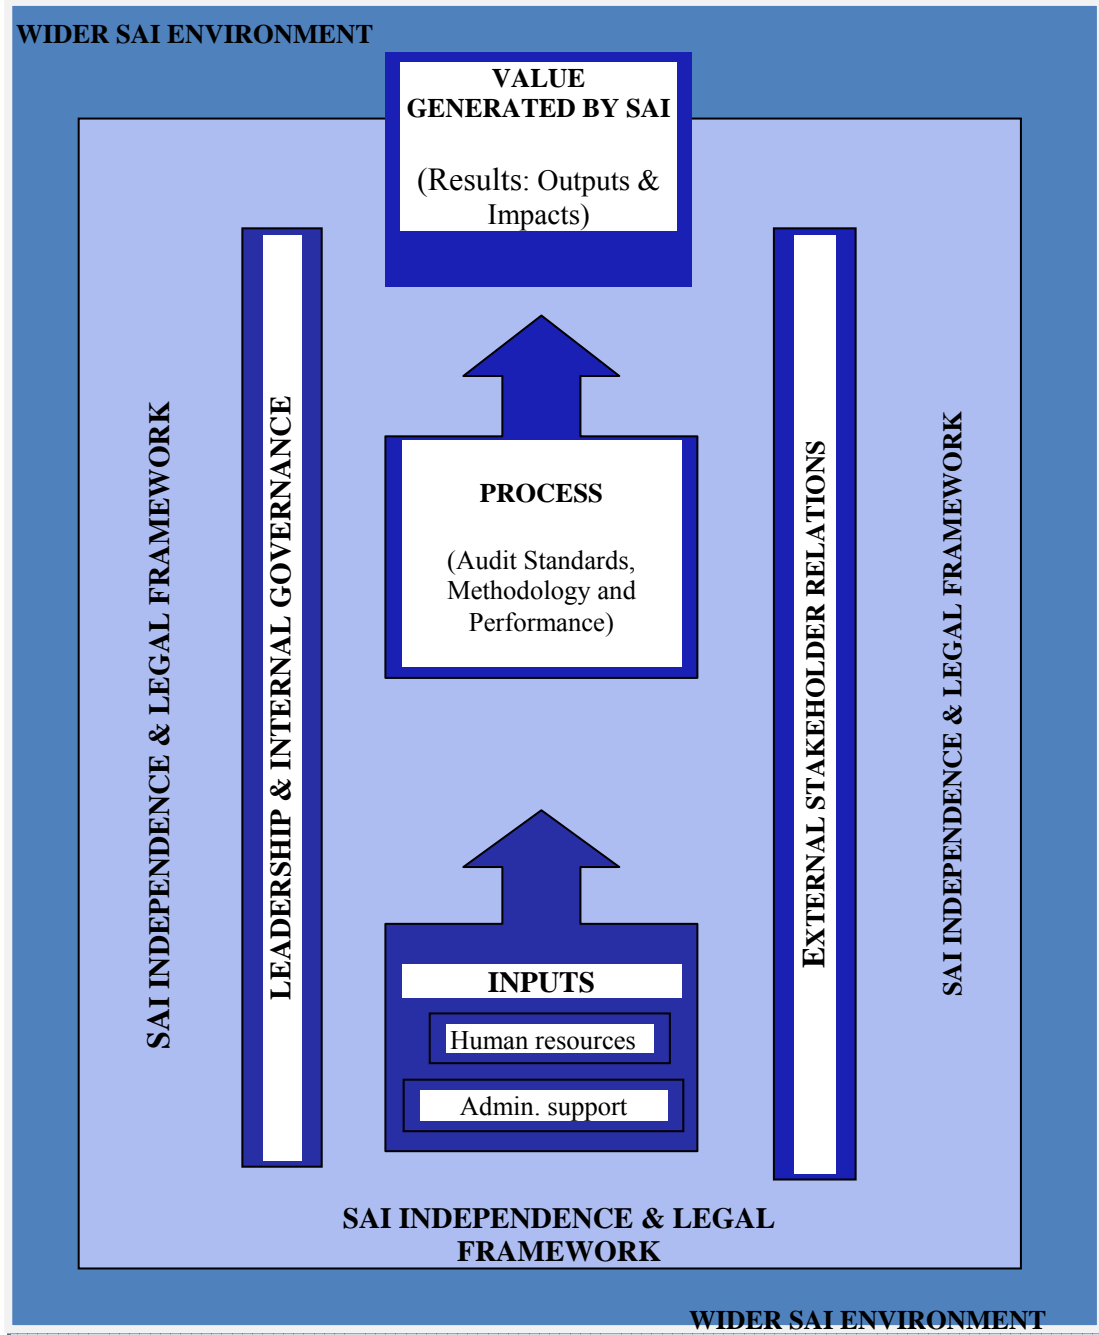 WIDER SAI ENVIRONMENT
VALUE
GENERATED BY SAI
(Results: Outputs &
Impacts)
SAI INDEPENDENCE & LEGAL FRAMEWORK
LEADERSHIP & INTERNAL GOVERNANCE
PROCESS
(Audit Standards,
Methodology and
Performance)
EXTERNAL STAKEHOLDER RELATIONS
SAI INDEPENDENCE & LEGAL FRAMEWORK
INPUTS
Human resources
Admin. support
SAI INDEPENDENCE & LEGAL
FRAMEWORK
WIDER SAI ENVIRONMENT